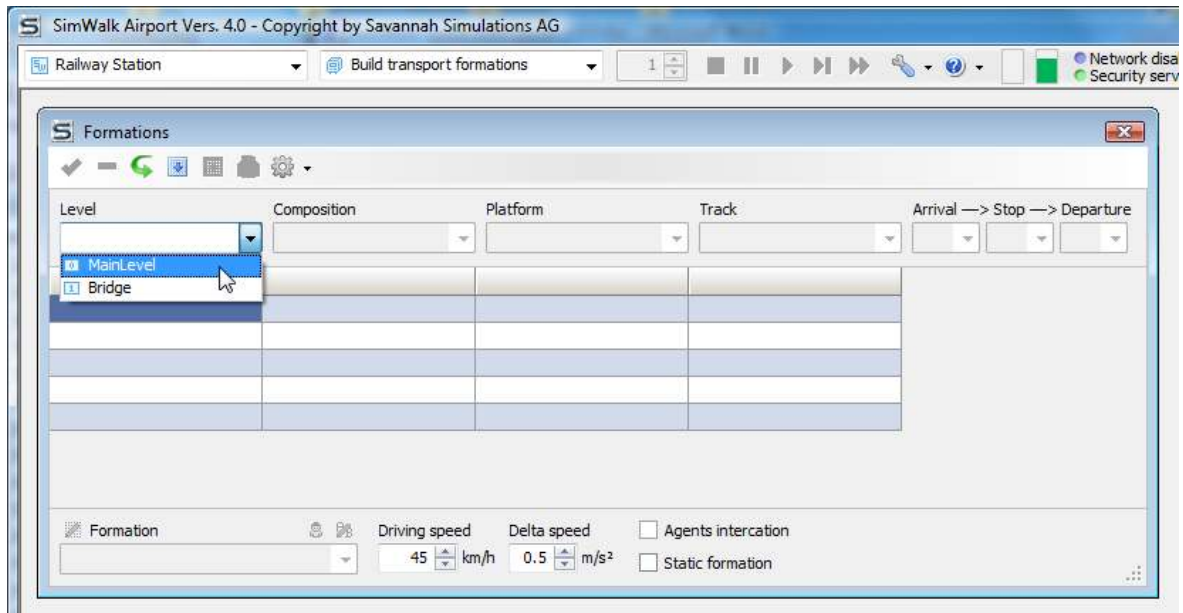 SimWalk Airport Vers. 4.0 - Copyright by Savannah Simulations AG
Railway Station Build transport formations 1 Network disa
Security serv
Formations
Level Composition Platform Track Arrival —> Stop —> Departure
0 MainLevel
1 Bridge
Formation Driving speed Delta speed Agents intercation
45 km/h 0.5 m/s² Static formation